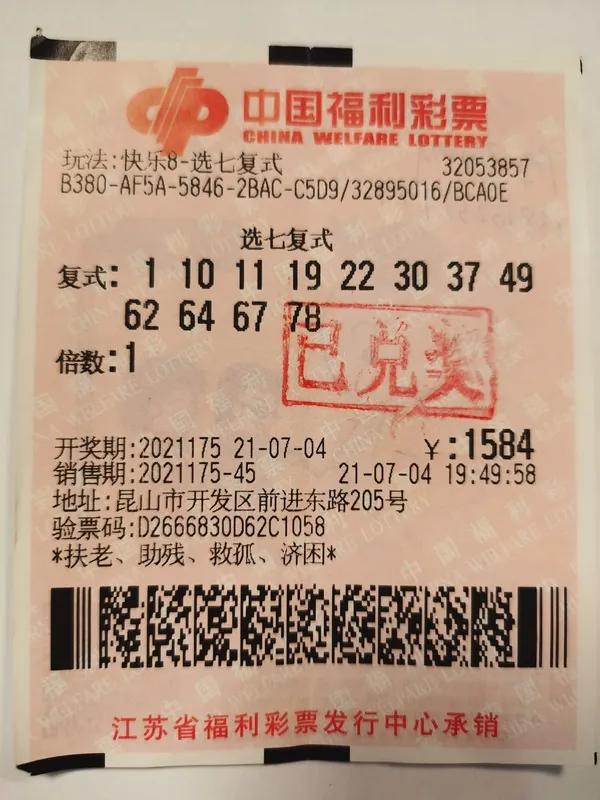 中国福利彩票
CHINA WELFARE LOTTERY
玩法:快乐8-选七复式 32053857
B380-AF5A-5846-2BAC-C5D9/32895016/BCA0E
选七复式
复式: 1 10 11 19 22 30 37 49
62 64 67 78
已兑奖
倍数:1
开奖期:2021175 21-07-04 ￥:1584
销售期:2021175-45 21-07-04 19:49:58
地址:昆山市开发区前进东路205号
验票码:D2666830D62C1058
*扶老、助残、救孤、济困*
江苏省福利彩票发行中心承销